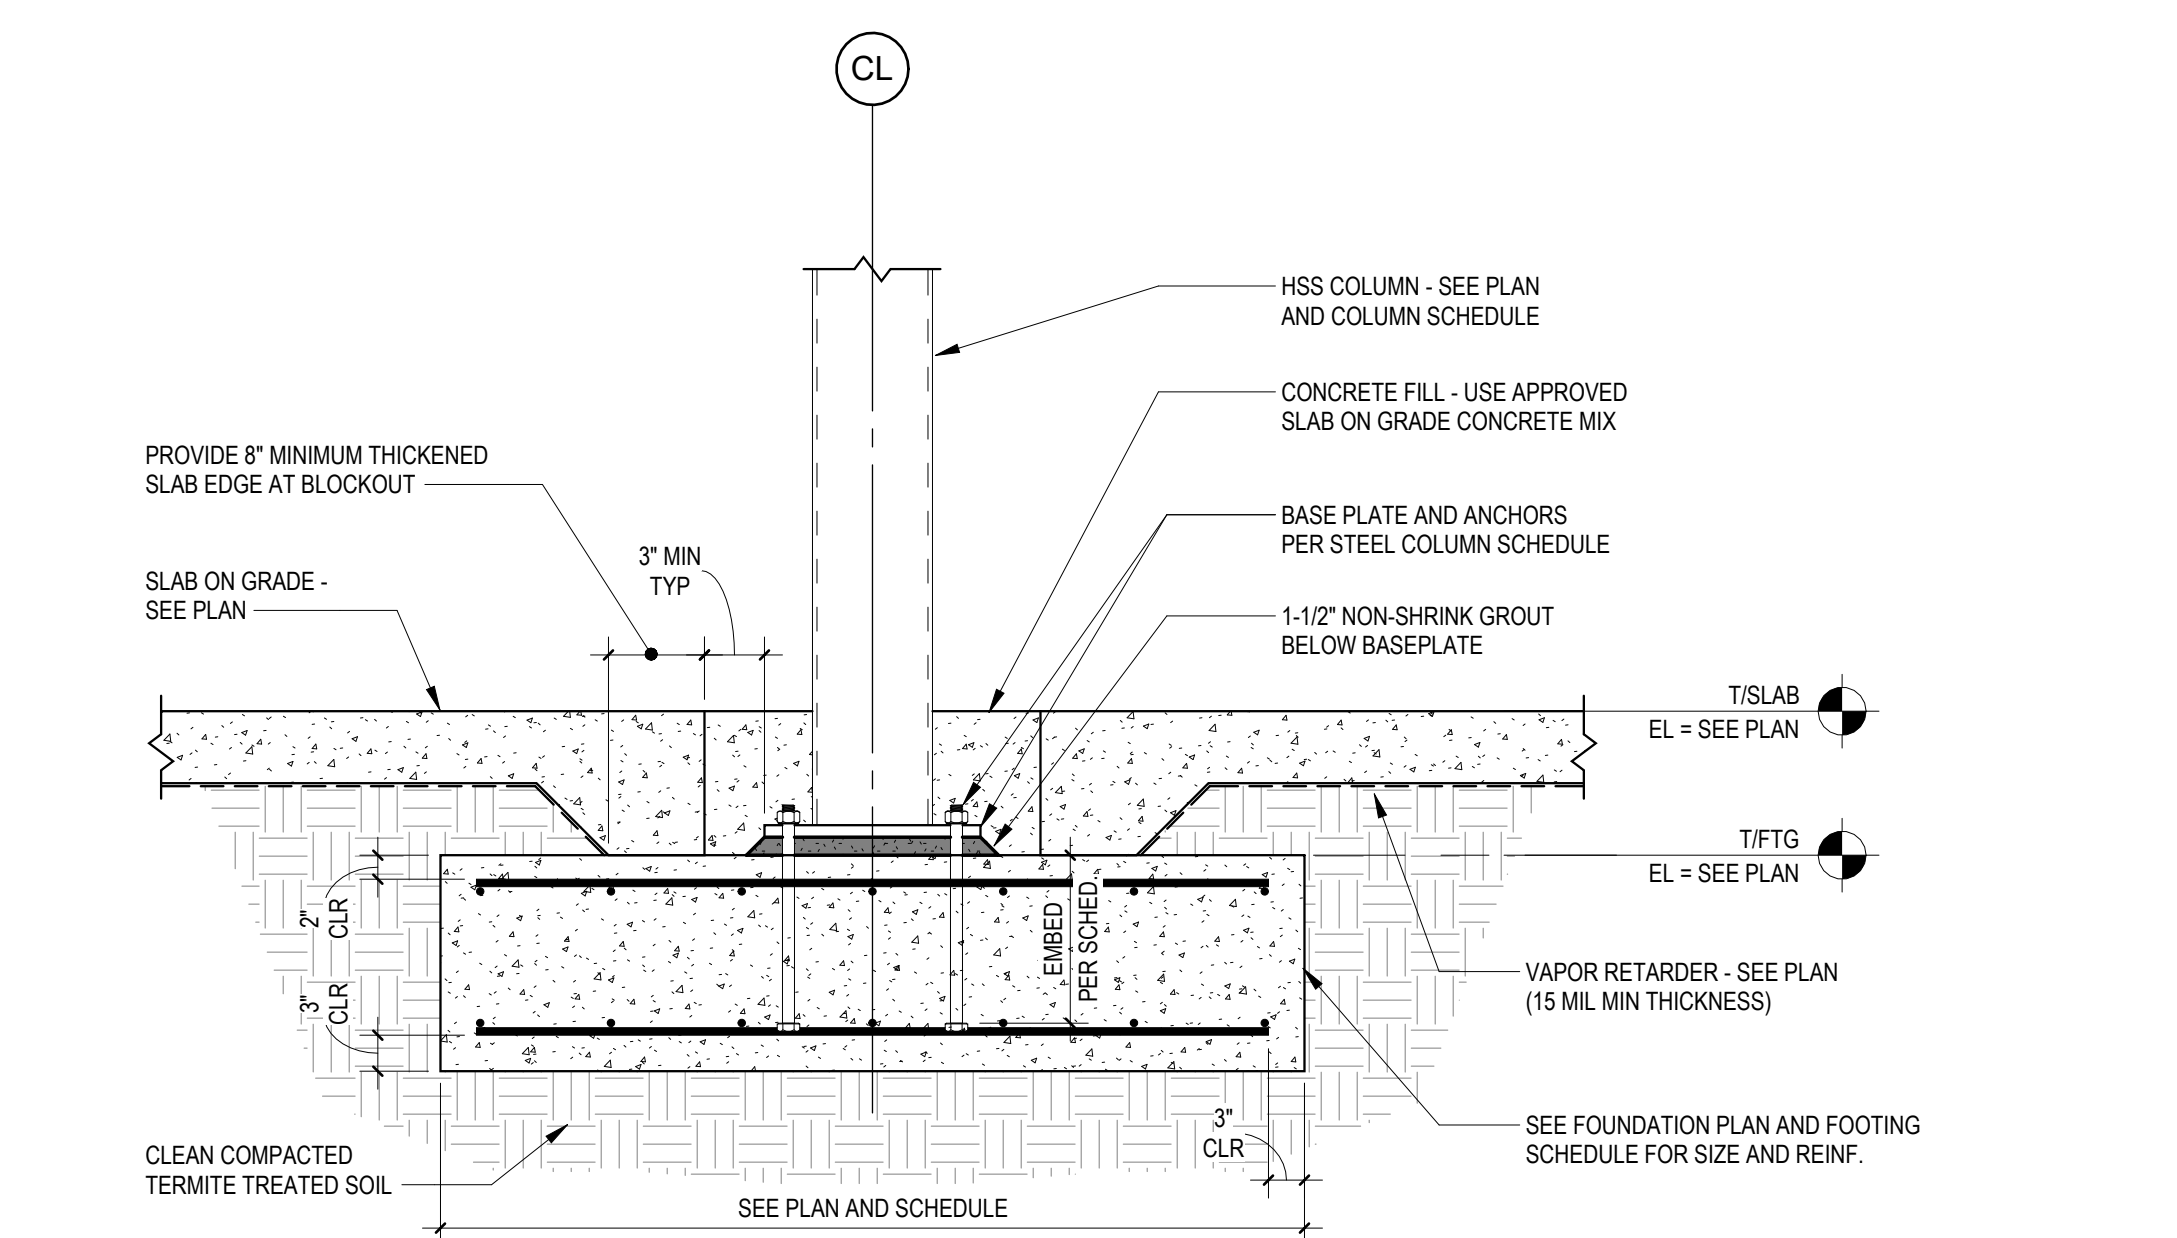 CL
HSS COLUMN - SEE PLAN
AND COLUMN SCHEDULE
CONCRETE FILL - USE APPROVED
SLAB ON GRADE CONCRETE MIX
PROVIDE 8" MINIMUM THICKENED
SLAB EDGE AT BLOCKOUT
BASE PLATE AND ANCHORS
PER STEEL COLUMN SCHEDULE
3" MIN
TYP
SLAB ON GRADE -
SEE PLAN
1-1/2" NON-SHRINK GROUT
BELOW BASEPLATE
T/SLAB
EL = SEE PLAN
T/FTG
EL = SEE PLAN
2"
CLR
3"
CLR
EMBED
PER SCHED.
VAPOR RETARDER - SEE PLAN
(15 MIL MIN THICKNESS)
3"
CLR
SEE FOUNDATION PLAN AND FOOTING
SCHEDULE FOR SIZE AND REINF.
CLEAN COMPACTED
TERMITE TREATED SOIL
SEE PLAN AND SCHEDULE